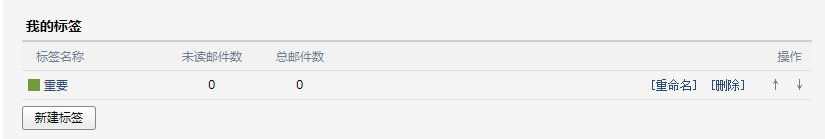 我的标签
标签名称 未读邮件数 总邮件数 操作
重要 0 0 [重命名] [删除] ↑ ↓
新建标签